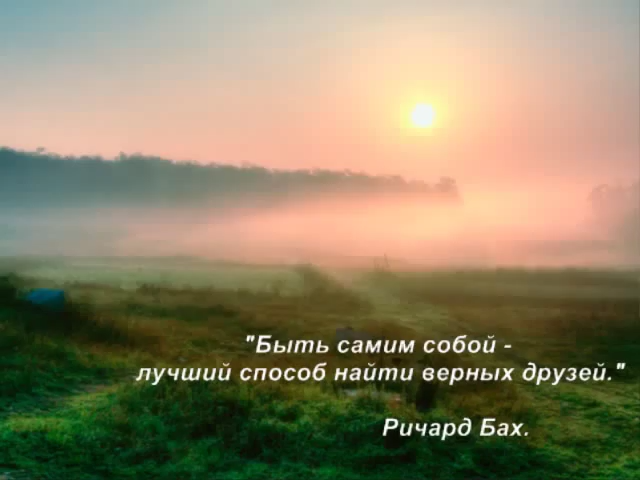 "Быть самим собой -
лучший способ найти верных друзей."
Ричард Бах.